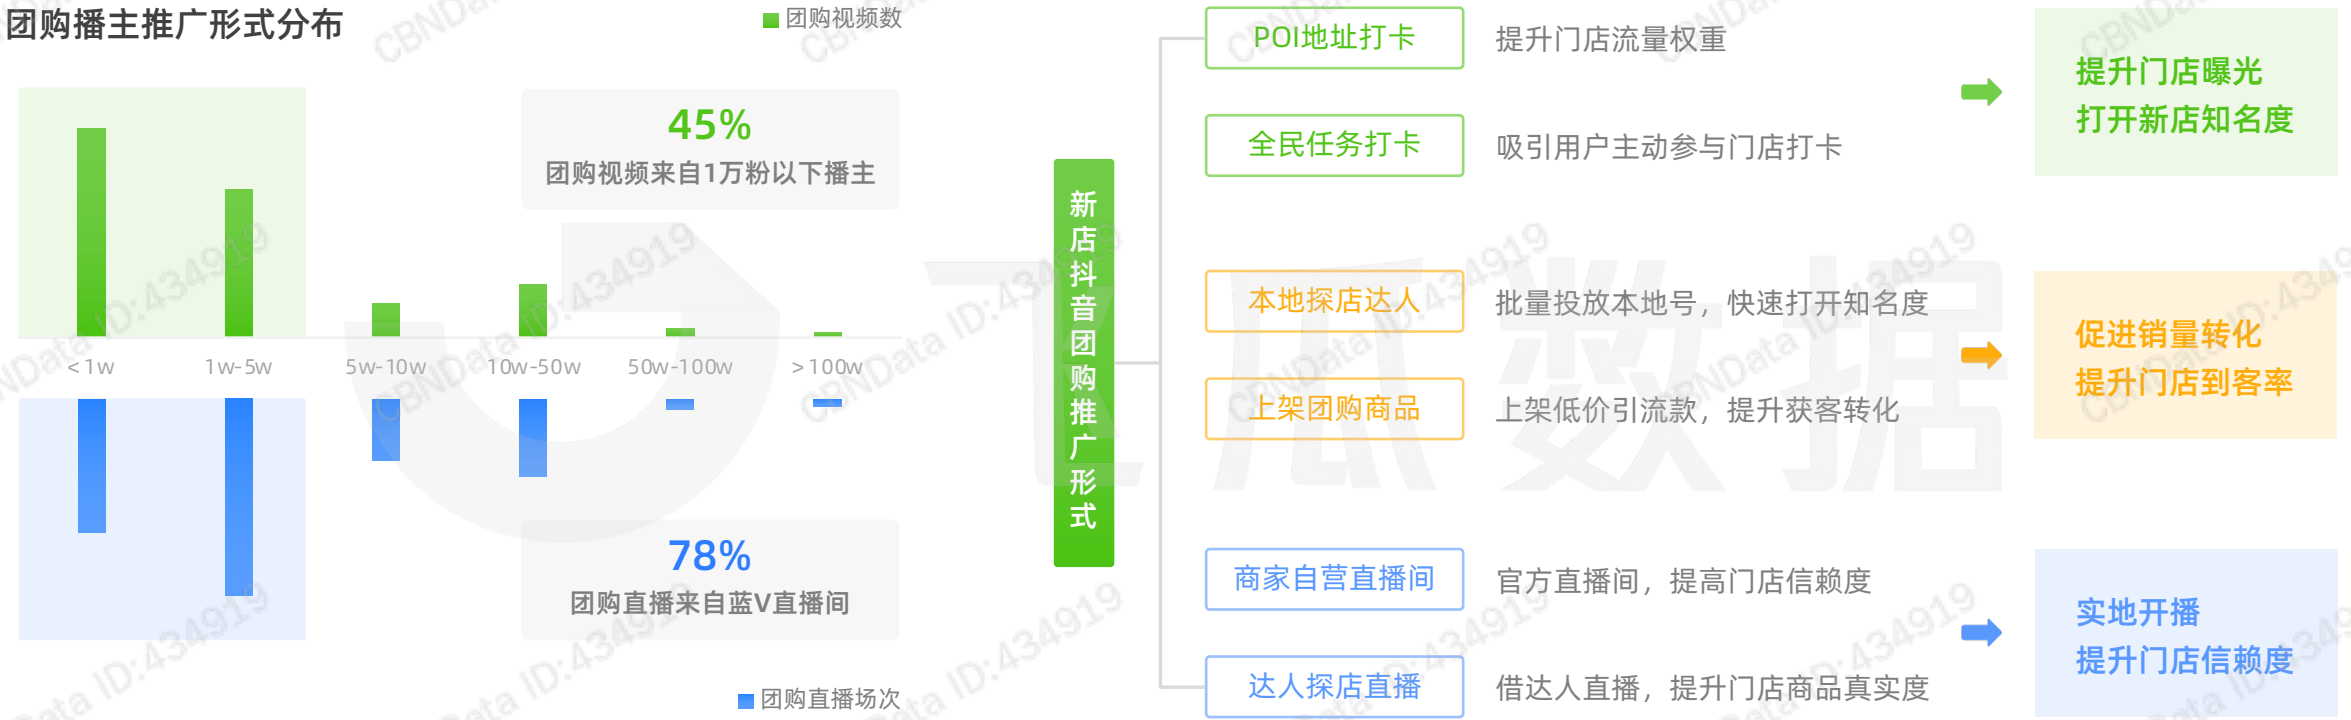 团购播主推广形式分布
团购视频数
45%
团购视频来自1万粉以下播主
<1w
1w-5w
5w-10w
10w-50w
50w-100w
>100w
78%
团购直播来自蓝V直播间
团购直播场次
新店抖音团购推广形式
POI地址打卡
提升门店流量权重
全民任务打卡
吸引用户主动参与门店打卡
提升门店曝光
打开新店知名度
本地探店达人
批量投放本地号，快速打开知名度
上架团购商品
上架低价引流款，提升获客转化
促进销量转化
提升门店到客率
商家自营直播间
官方直播间，提高门店信赖度
达人探店直播
借达人直播，提升门店商品真实度
实地开播
提升门店信赖度
飞瓜数据
CBNData ID:434919